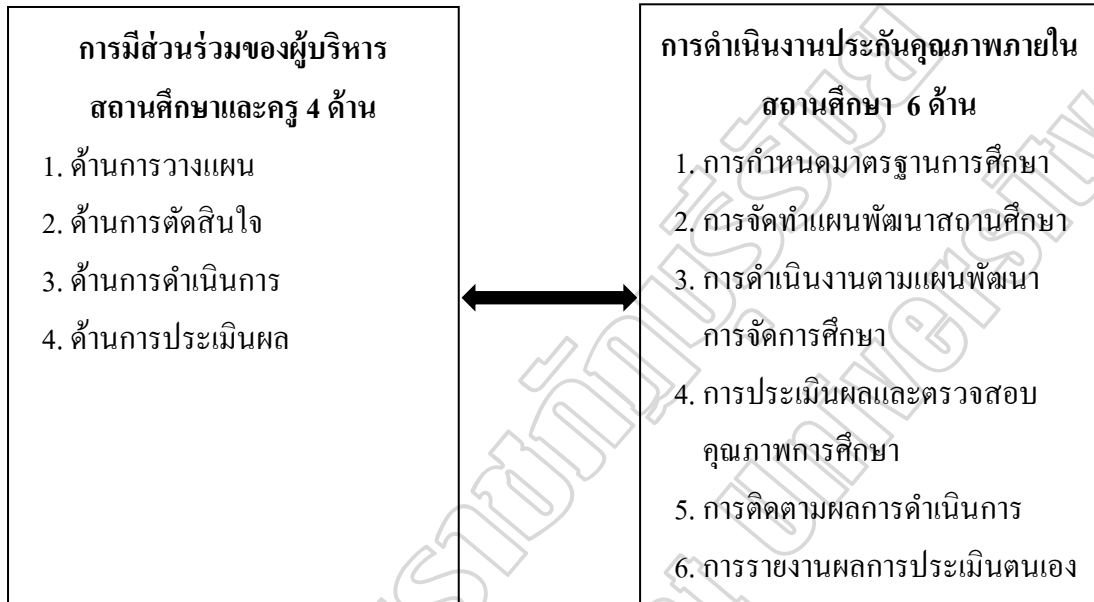 การมีส่วนร่วมของผู้บริหาร
สถานศึกษาและครู 4 ด้าน
1. ด้านการวางแผน
2. ด้านการตัดสินใจ
3. ด้านการดำเนินการ
4. ด้านการประเมินผล
การดำเนินงานประกันคุณภาพภายใน
สถานศึกษา 6 ด้าน
1. การกำหนดมาตรฐานการศึกษา
2. การจัดทำแผนพัฒนาสถานศึกษา
3. การดำเนินงานตามแผนพัฒนา
การจัดการศึกษา
4. การประเมินผลและตรวจสอบ
คุณภาพการศึกษา
5. การติดตามผลการดำเนินการ
6. การรายงานผลการประเมินตนเอง